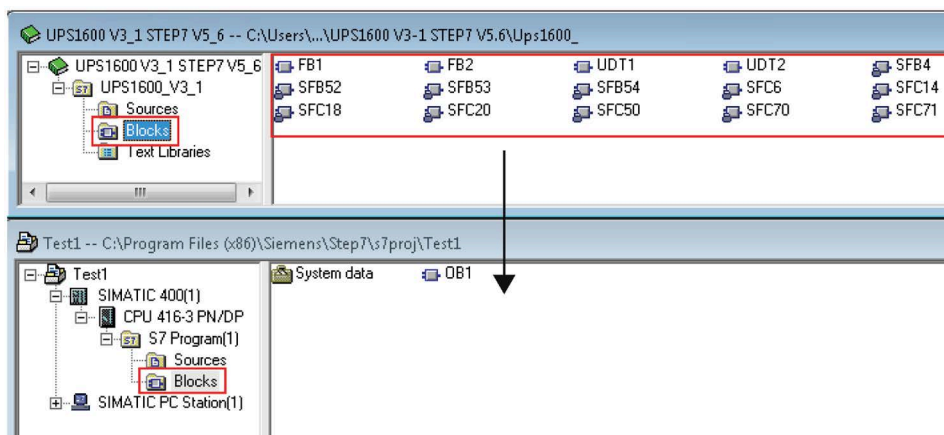 UPS1600 V3_1 STEP7 V5_6 -- C:\Users\...\UPS1600 V3-1 STEP7 V5.6\Ups1600_
UPS1600 V3_1 STEP7 V5_6
UPS1600_V3_1
Sources
Blocks
Text Libraries
FB1 FB2 UDT1 UDT2 SFB4
SFB52 SFB53 SFB54 SFC6 SFC14
SFC18 SFC20 SFC50 SFC70 SFC71
Test1 -- C:\Program Files (x86)\Siemens\Step7\s7proj\Test1
Test1
SIMATIC 400(1)
CPU 416-3 PN/DP
S7 Program(1)
Sources
Blocks
SIMATIC PC Station(1)
System data OB1